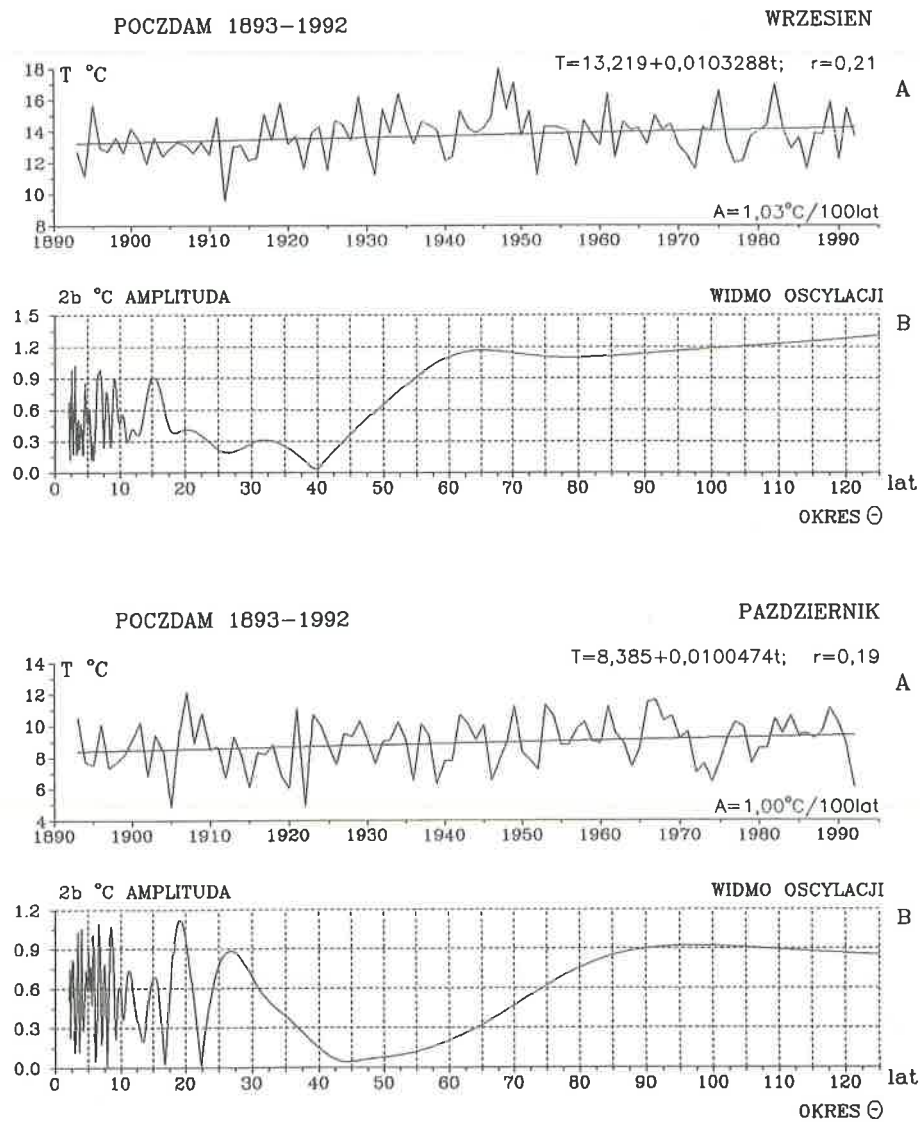 POCZDAM 1893-1992 WRZESIEN
T=13,219+0,0103288t; r=0,21
T °C A
18
16
14
12
10
8
A=1,03°C/100lat
1890 1900 1910 1920 1930 1940 1950 1960 1970 1980 1990
2b °C AMPLITUDA WIDMO OSCYLACJI
B
1.5
1.2
0.9
0.6
0.3
0.0
0 10 20 30 40 50 60 70 80 90 100 110 120 lat
OKRES Θ
POCZDAM 1893-1992 PAZDZIERNIK
T=8,385+0,0100474t; r=0,19
T °C A
14
12
10
8
6
4
A=1,00°C/100lat
1890 1900 1910 1920 1930 1940 1950 1960 1970 1980 1990
2b °C AMPLITUDA WIDMO OSCYLACJI
B
1.2
0.9
0.6
0.3
0.0
0 10 20 30 40 50 60 70 80 90 100 110 120 lat
OKRES Θ